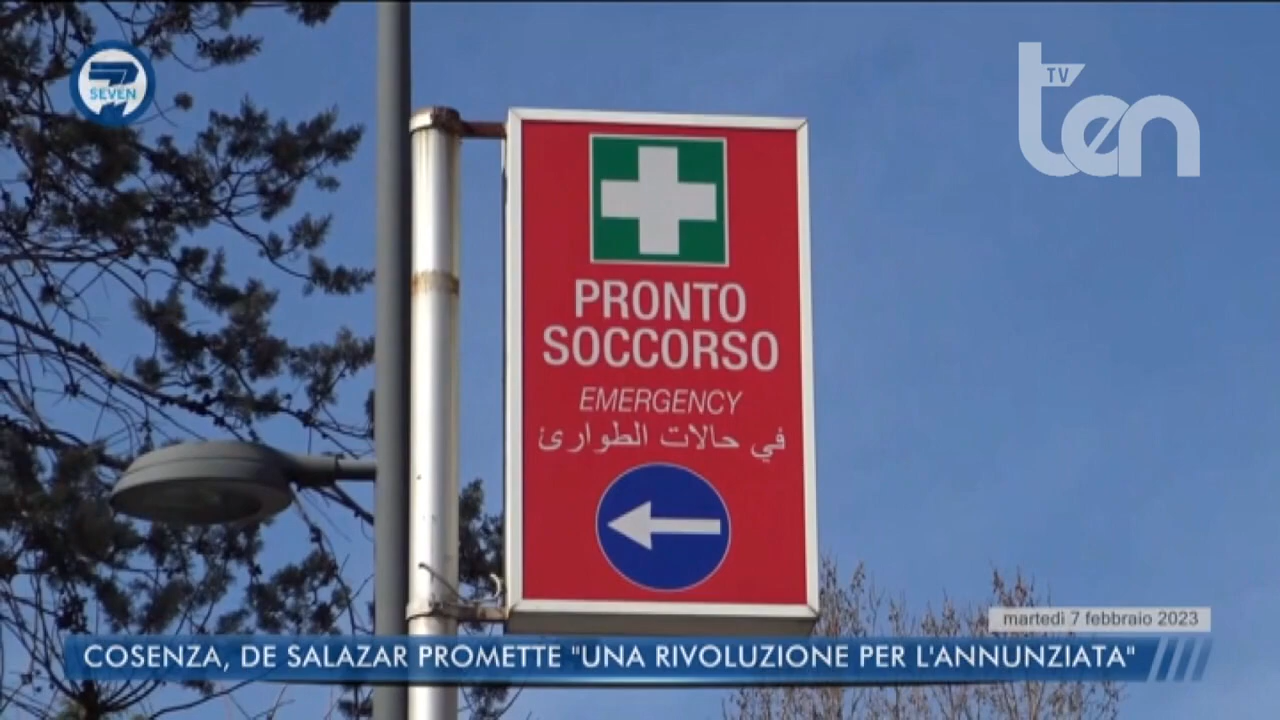 SEVEN
TV
ten
PRONTO
SOCCORSO
EMERGENCY
في حالات الطوارئ
martedì 7 febbraio 2023
COSENZA, DE SALAZAR PROMETTE "UNA RIVOLUZIONE PER L'ANNUNZIATA"